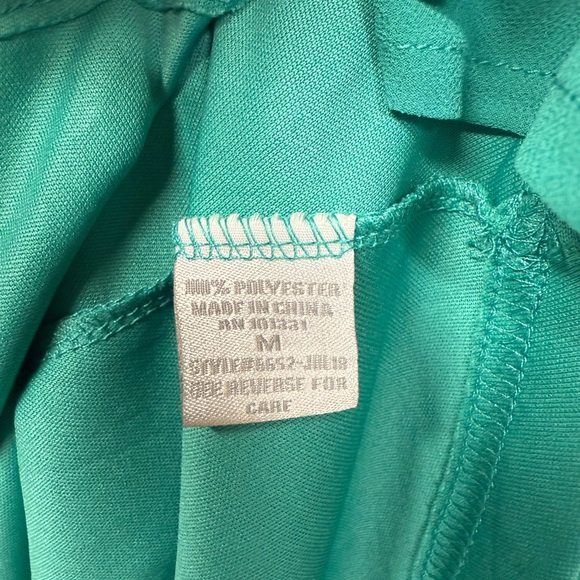 100% POLYESTER
MADE IN CHINA
RN 101331
M
STYLE#6652-JUL18
SEE REVERSE FOR
CARE